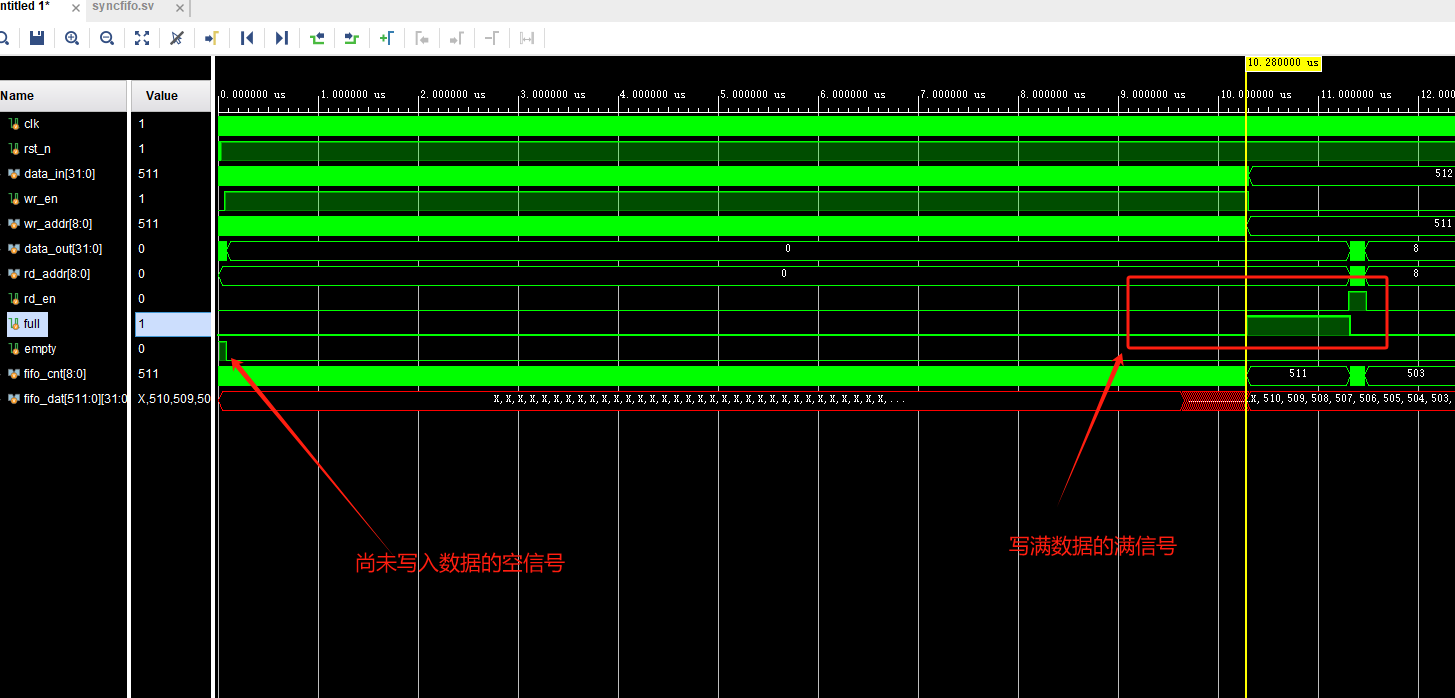 ntitled 1*
syncfifo.sv
10.280000 us
Name
Value
0.000000 us
1.000000 us
2.000000 us
3.000000 us
4.000000 us
5.000000 us
6.000000 us
7.000000 us
8.000000 us
9.000000 us
11.000000 us
12.000
clk 1
rst_n 1
data_in[31:0] 511 512
wr_en 1
wr_addr[8:0] 511 511
data_out[31:0] 0 0 8
rd_addr[8:0] 0 0 8
rd_en 0
full 1
empty 0
fifo_cnt[8:0] 511 511 503
fifo_dat[511:0][31:0 X,510,509,50 X, 510, 509, 508, 507, 506, 505, 504, 503,
尚未写入数据的空信号
写满数据的满信号